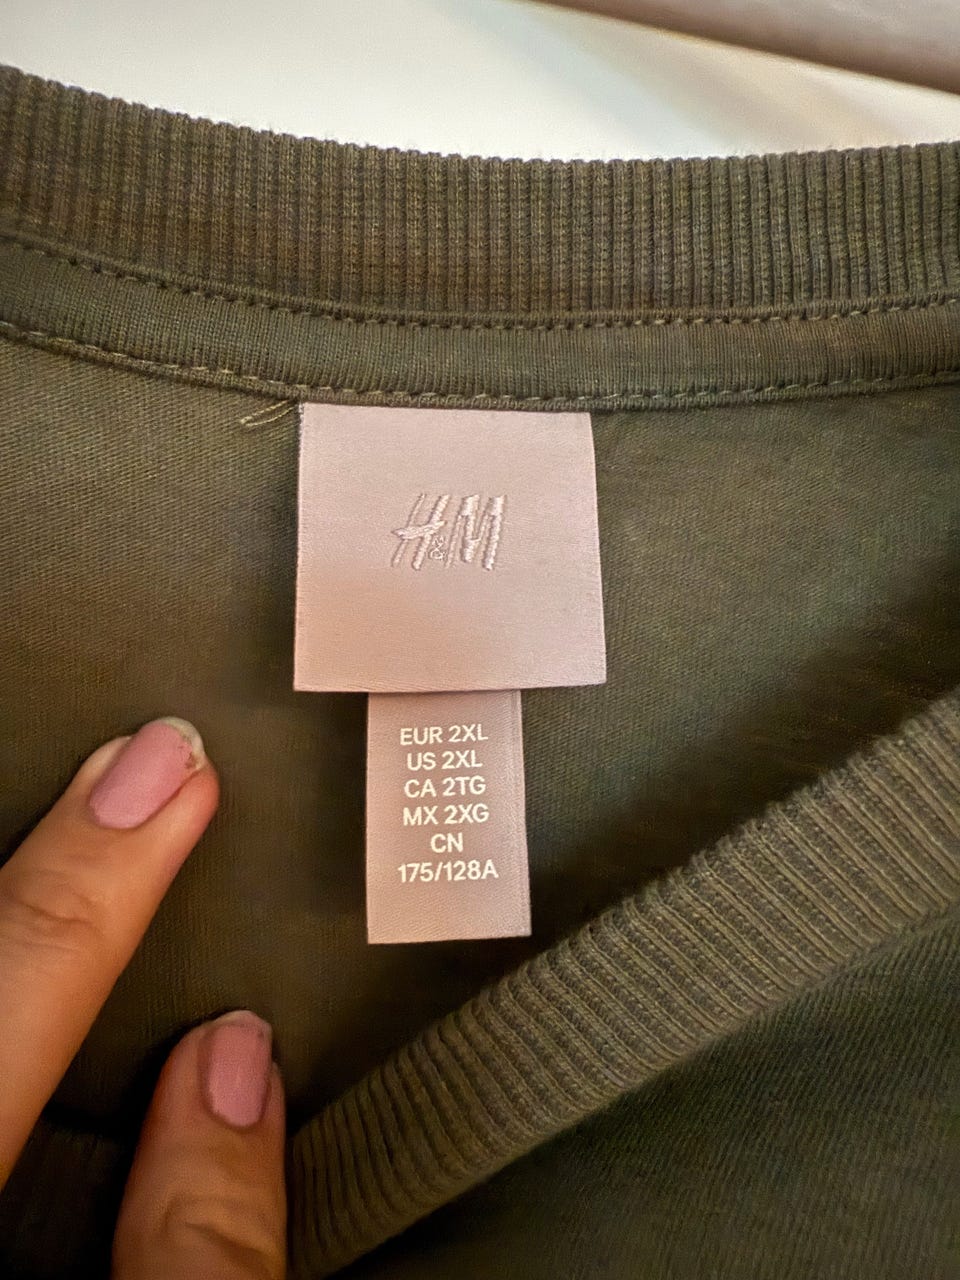 H&M
EUR 2XL
US 2XL
CA 2TG
MX 2XG
CN
175/128A